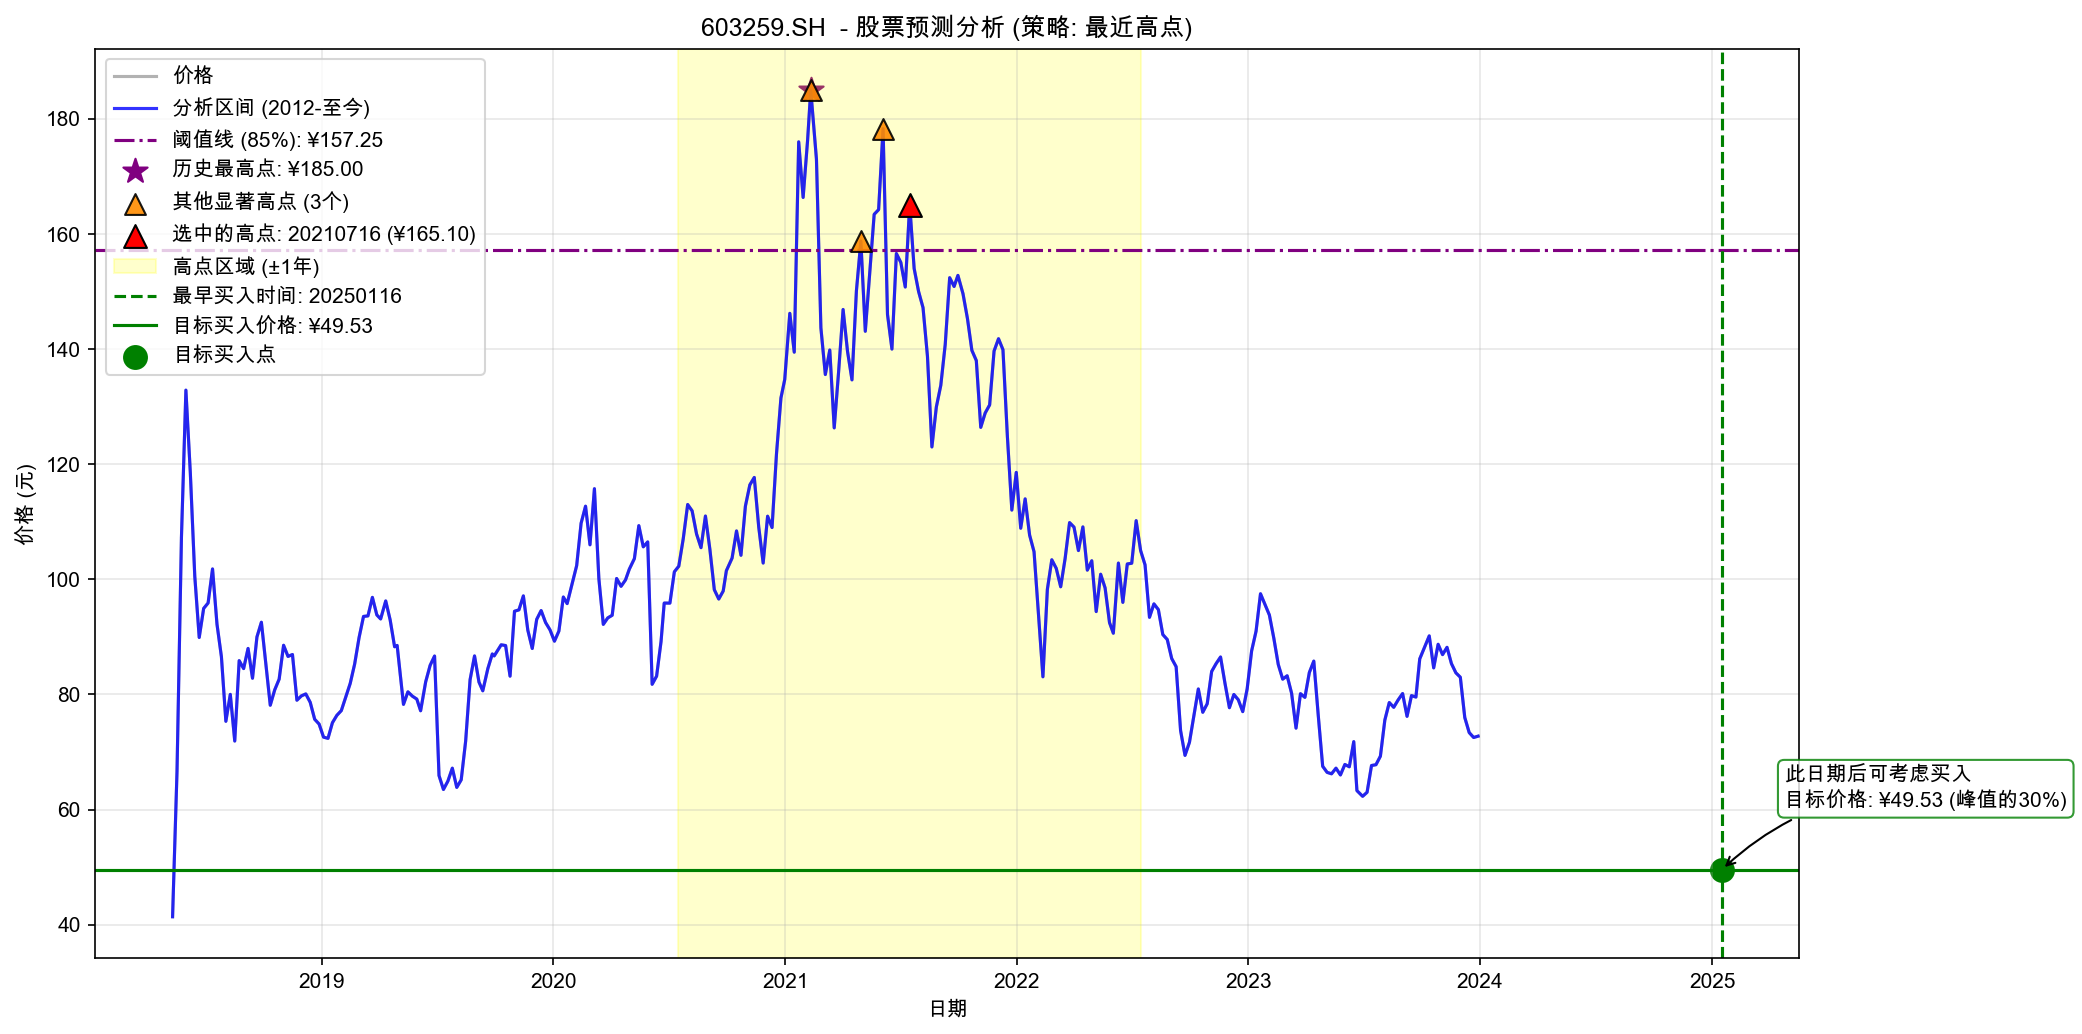 603259.SH - 股票预测分析 (策略: 最近高点)
价格
分析区间 (2012-至今)
阈值线 (85%): ¥157.25
历史最高点: ¥185.00
其他显著高点 (3个)
选中的高点: 20210716 (¥165.10)
高点区域 (±1年)
最早买入时间: 20250116
目标买入价格: ¥49.53
目标买入点
180
160
140
120
100
80
60
40
价格 (元)
此日期后可考虑买入
目标价格: ¥49.53 (峰值的30%)
2019
2020
2021
2022
2023
2024
2025
日期